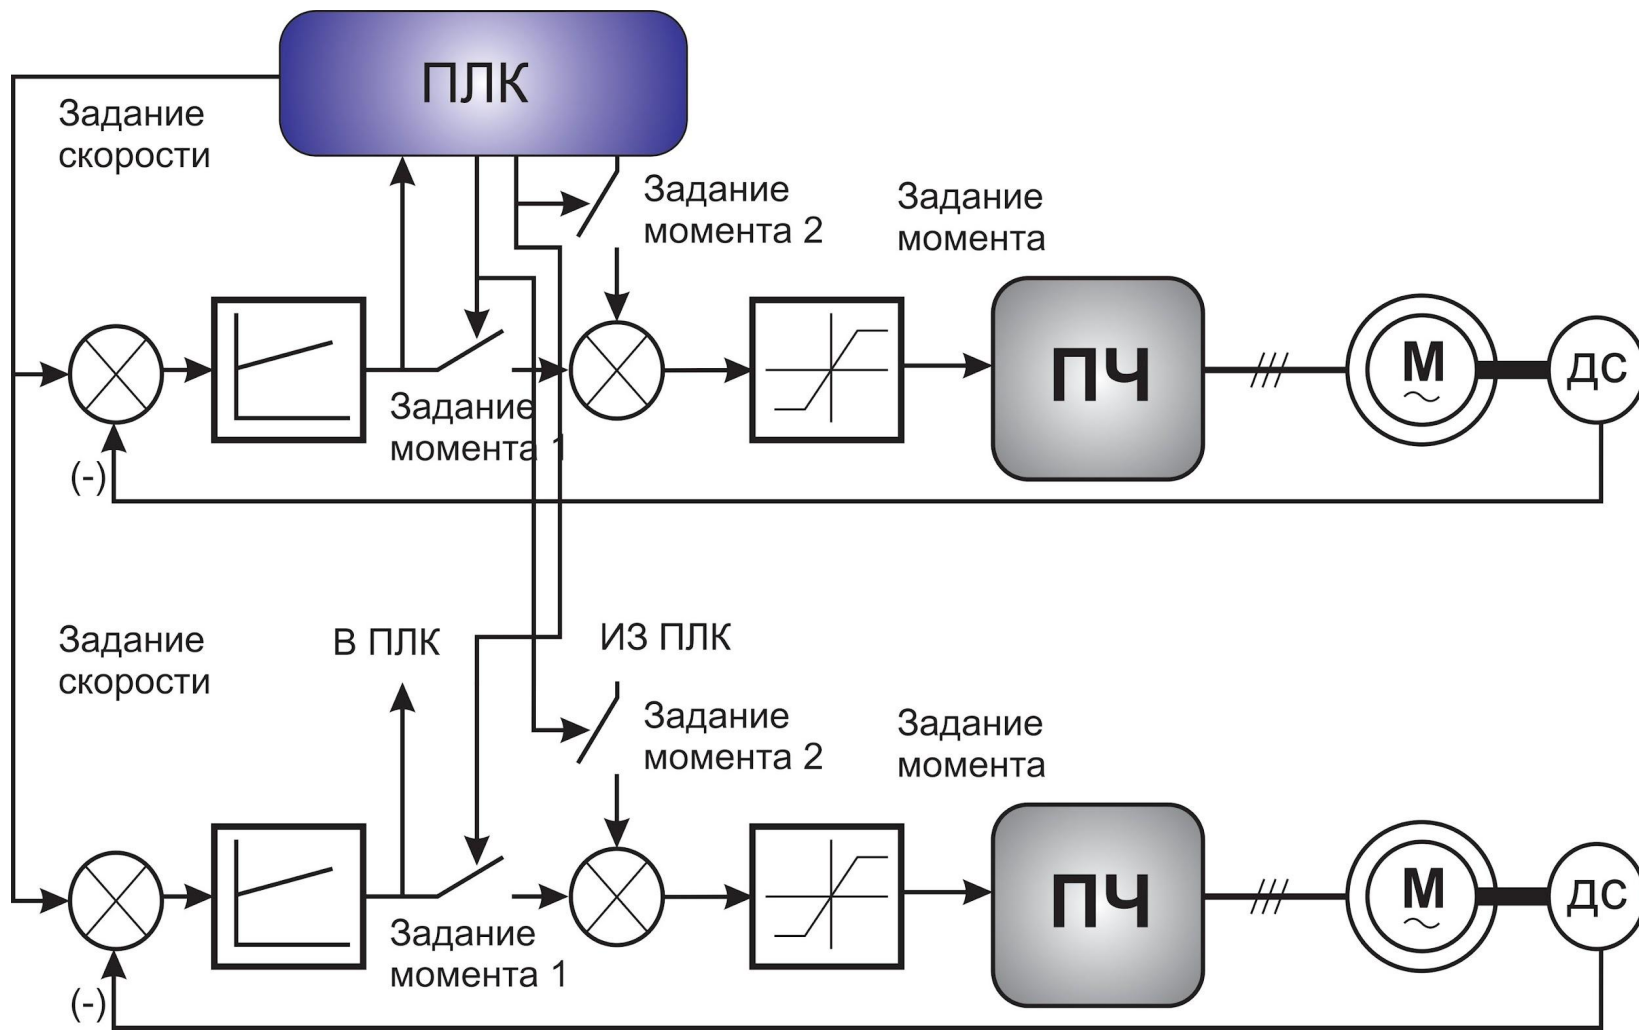 ПЛК
Задание
скорости
Задание
момента 2
Задание
момента
Задание
момента 1
ПЧ
М
~
ДС
(-)
Задание
скорости
В ПЛК
ИЗ ПЛК
Задание
момента 2
Задание
момента
Задание
момента 1
ПЧ
М
~
ДС
(-)